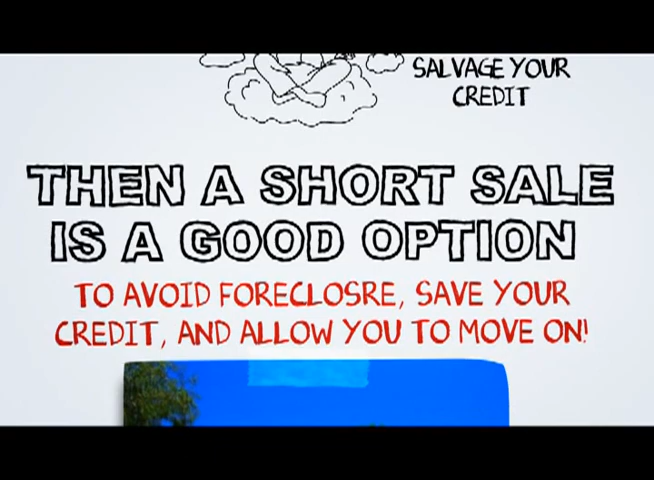 SALVAGE YOUR
CREDIT
THEN A SHORT SALE
IS A GOOD OPTION
TO AVOID FORECLOSRE, SAVE YOUR
CREDIT, AND ALLOW YOU TO MOVE ON!